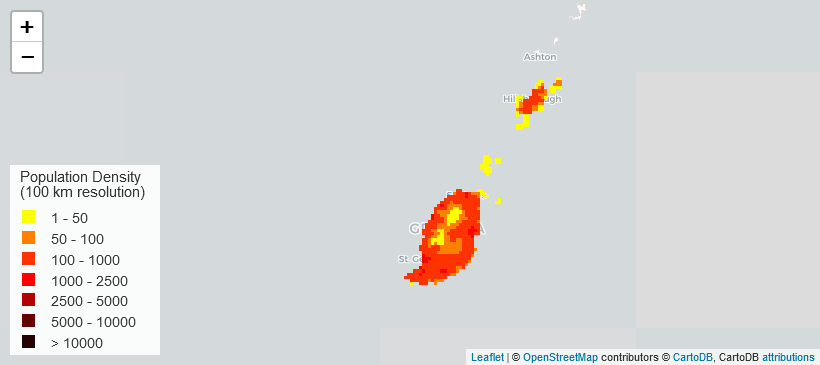 +
−
Ashton
Hillsborough
Population Density
(100 km resolution)
1 - 50
50 - 100
100 - 1000
1000 - 2500
2500 - 5000
5000 - 10000
> 10000
Leaflet | © OpenStreetMap contributors © CartoDB, CartoDB attributions